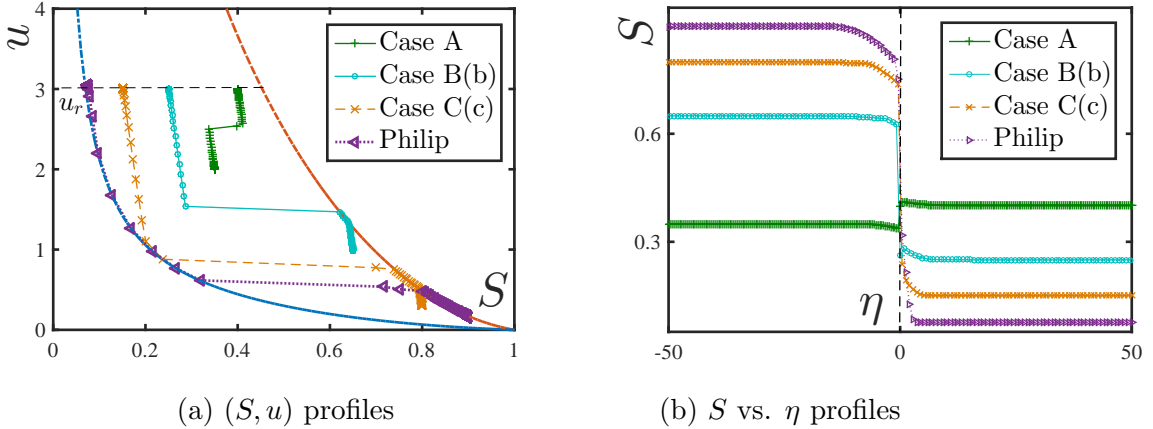 4
3
2
1
0
u
u_r
S
0
0.2
0.4
0.6
0.8
1
Case A
Case B(b)
Case C(c)
Philip
(a) (S, u) profiles
S
0.6
0.3
η
-50
0
50
Case A
Case B(b)
Case C(c)
Philip
(b) S vs. η profiles